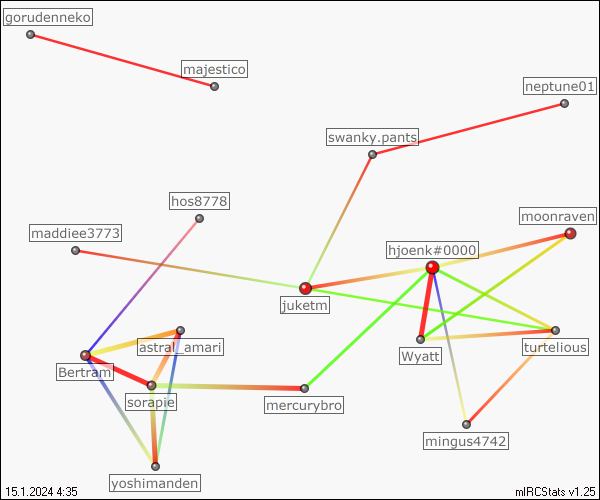 gorudenneko
majestico
neptune01
swanky.pants
hos8778
moonraven
maddiee3773
hjoenk#0000
juketm
astral_amari
Wyatt
turtelious
Bertram
sorapie
mercurybro
mingus4742
yoshimanden
15.1.2024 4:35
mIRCStats v1.25